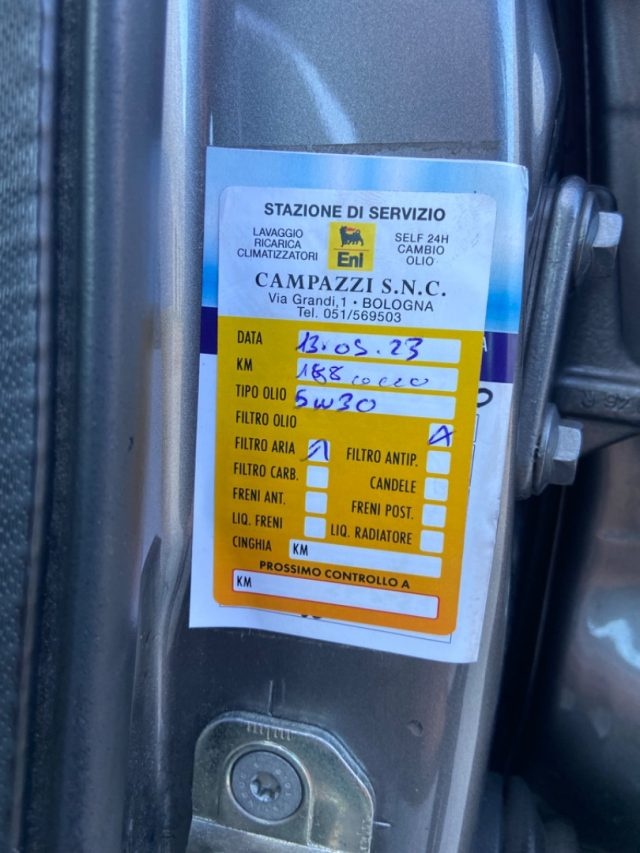 STAZIONE DI SERVIZIO
LAVAGGIO
RICARICA
CLIMATIZZATORI
Eni
SELF 24H
CAMBIO
OLIO
CAMPAZZI S.N.C.
Via Grandi,1 • BOLOGNA
Tel. 051/569503
DATA 13.05.23
KM 188
TIPO OLIO 5W30
FILTRO OLIO
FILTRO ARIA FILTRO ANTIP.
FILTRO CARB. CANDELE
FRENI ANT. FRENI POST.
LIQ. FRENI LIQ. RADIATORE
CINGHIA KM
PROSSIMO CONTROLLO A
KM